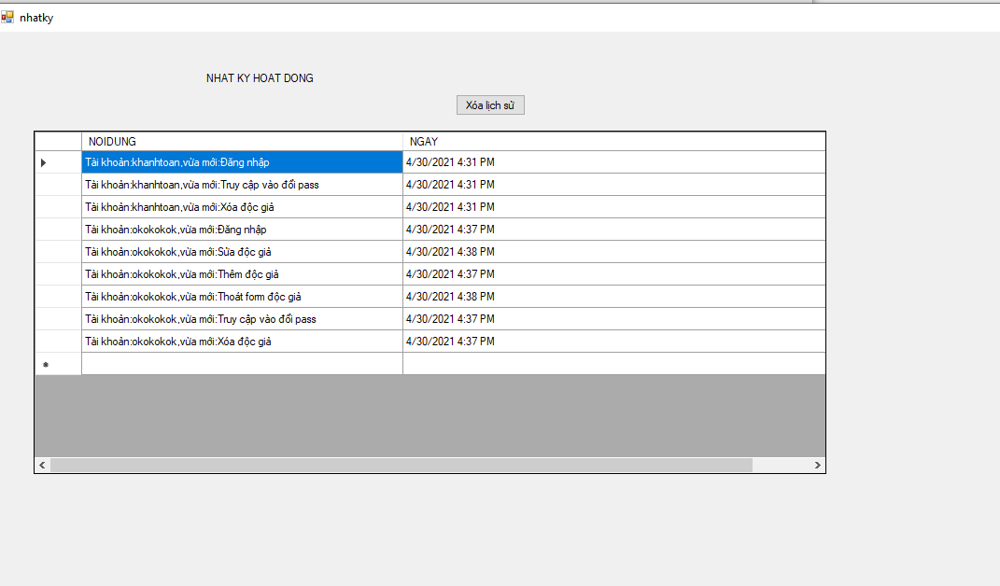 nhatky
NHAT KY HOAT DONG
Xóa lịch sử
NOIDUNG NGAY
Tài khoản:khanhtoan,vừa mới:Đăng nhập 4/30/2021 4:31 PM
Tài khoản:khanhtoan,vừa mới:Truy cập vào đổi pass 4/30/2021 4:31 PM
Tài khoản:khanhtoan,vừa mới:Xóa độc giả 4/30/2021 4:31 PM
Tài khoản:okokokok,vừa mới:Đăng nhập 4/30/2021 4:37 PM
Tài khoản:okokokok,vừa mới:Sửa độc giả 4/30/2021 4:38 PM
Tài khoản:okokokok,vừa mới:Thêm độc giả 4/30/2021 4:37 PM
Tài khoản:okokokok,vừa mới:Thoát form độc giả 4/30/2021 4:38 PM
Tài khoản:okokokok,vừa mới:Truy cập vào đổi pass 4/30/2021 4:37 PM
Tài khoản:okokokok,vừa mới:Xóa độc giả 4/30/2021 4:37 PM